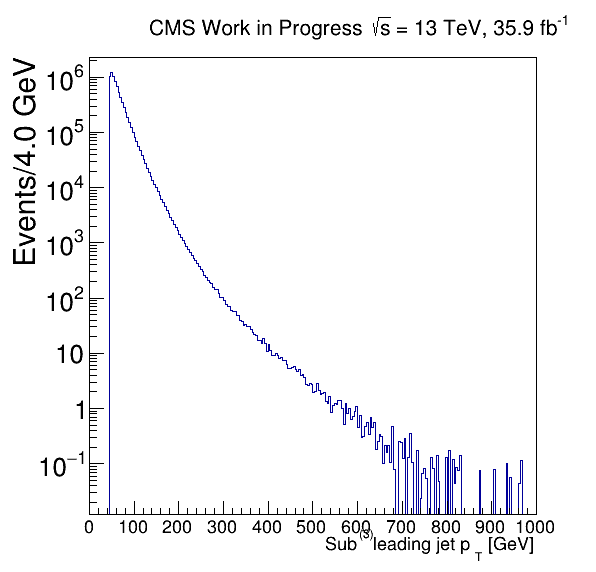 CMS Work in Progress √s = 13 TeV, 35.9 fb⁻¹
Events/4.0 GeV
10⁶
10⁵
10⁴
10³
10²
10
1
10⁻¹
0 100 200 300 400 500 600 700 800 900 1000
Sub⁽³⁾leading jet p_T [GeV]